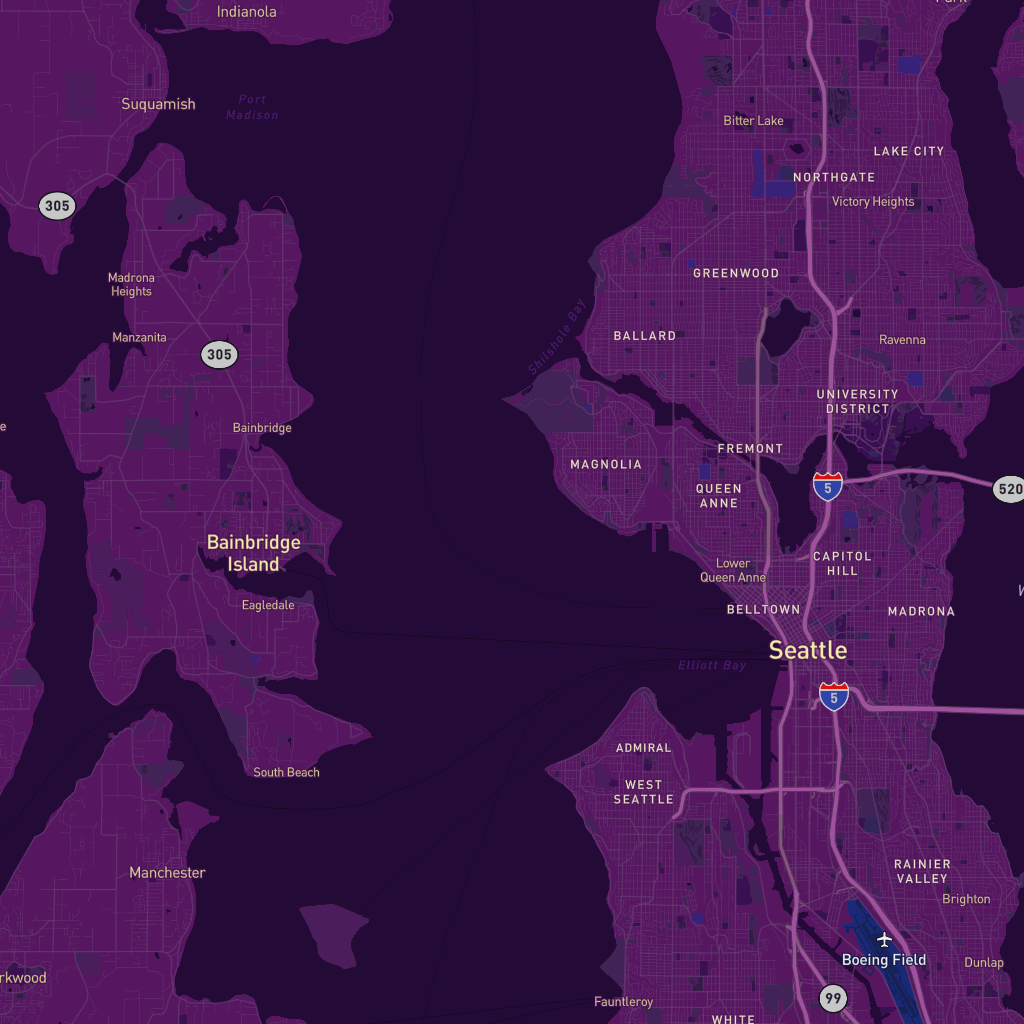 Indianola
Port
Madison
Suquamish
305
Madrona
Heights
Manzanita
305
Bainbridge
Bainbridge
Island
Eagledale
South Beach
Manchester
rkwood
e
Park
Bitter Lake
LAKE CITY
NORTHGATE
Victory Heights
GREENWOOD
Shilshole Bay
BALLARD
Ravenna
UNIVERSITY
DISTRICT
FREMONT
MAGNOLIA
QUEEN
ANNE
5
520
CAPITOL
HILL
Lower
Queen Anne
BELLTOWN
MADRONA
Seattle
Elliott Bay
5
ADMIRAL
WEST
SEATTLE
RAINIER
VALLEY
Brighton
Boeing Field
Dunlap
99
Fauntleroy
WHITE